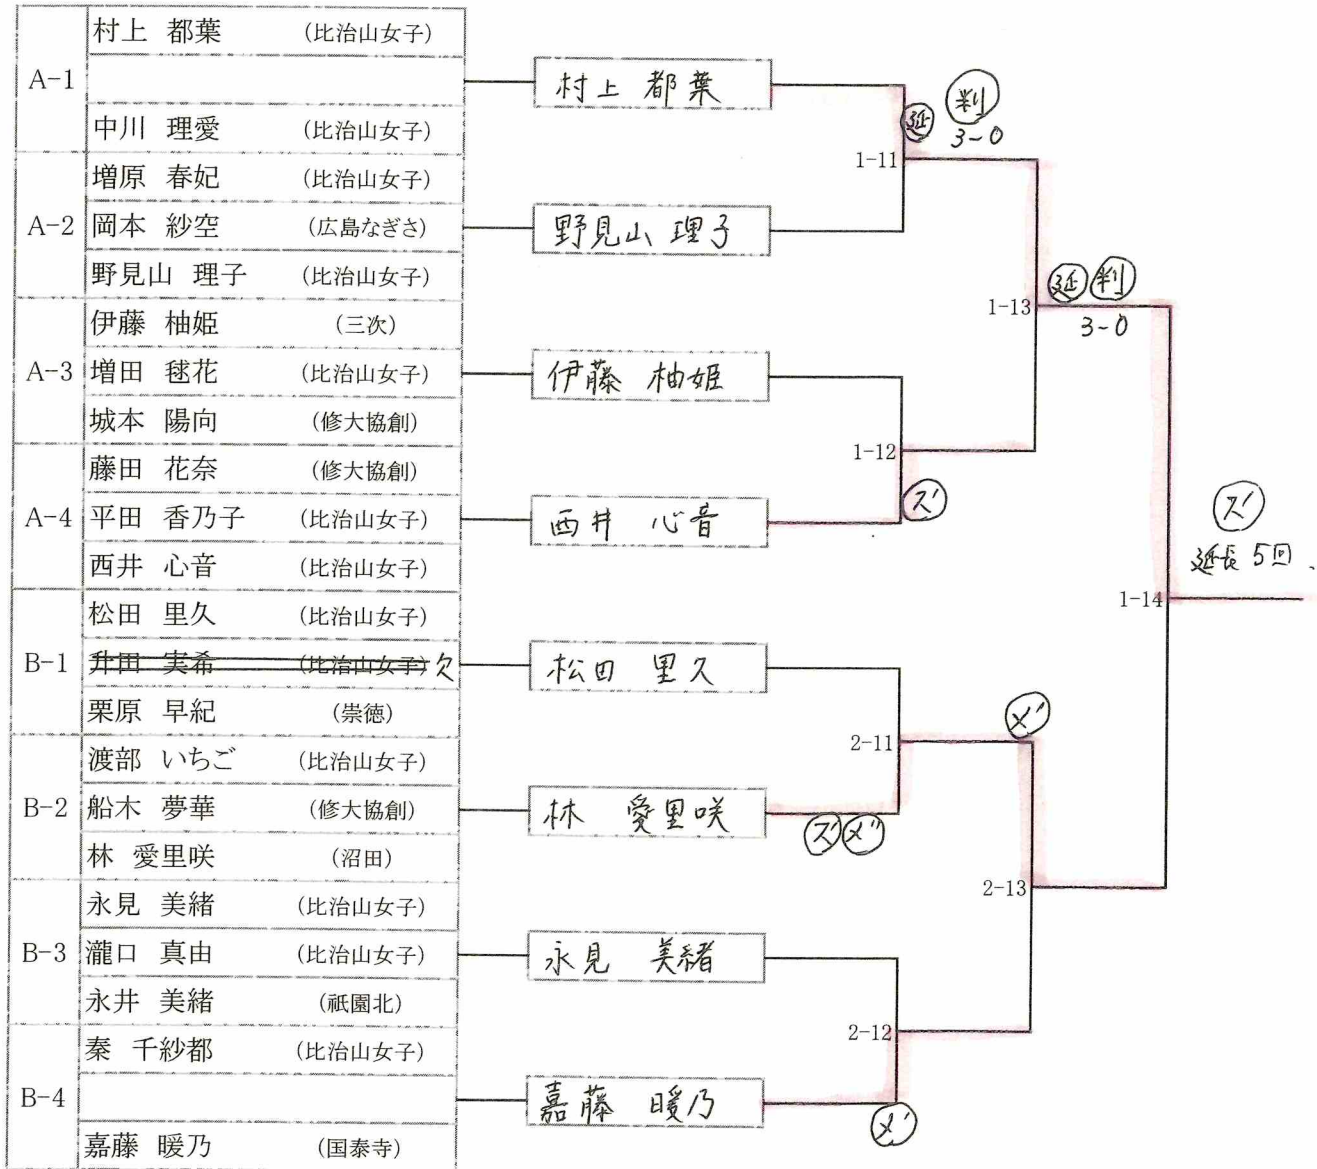 村上 都葉 (比治山女子)
A-1
中川 理愛 (比治山女子)
増原 春妃 (比治山女子)
A-2 岡本 紗空 (広島なぎさ)
野見山 理子 (比治山女子)
伊藤 柚姫 (三次)
A-3 増田 毬花 (比治山女子)
城本 陽向 (修大協創)
藤田 花奈 (修大協創)
A-4 平田 香乃子 (比治山女子)
西井 心音 (比治山女子)
松田 里久 (比治山女子)
B-1 升田 実希 (比治山女子) 欠
栗原 早紀 (崇徳)
渡部 いちご (比治山女子)
B-2 船木 夢華 (修大協創)
林 愛里咲 (沼田)
永見 美緒 (比治山女子)
B-3 瀧口 真由 (比治山女子)
永井 美緒 (祇園北)
秦 千紗都 (比治山女子)
B-4
嘉藤 暖乃 (国泰寺)
村上 都葉
野見山 理子
伊藤 柚姫
西井 心音
松田 里久
林 愛里咲
永見 美緒
嘉藤 暖乃
延 判
3-0
1-11
1-12
ズ
2-11
ズ メ
2-12
メ
延 判
3-0
1-13
メ
2-13
ズ
延長 5回
1-14